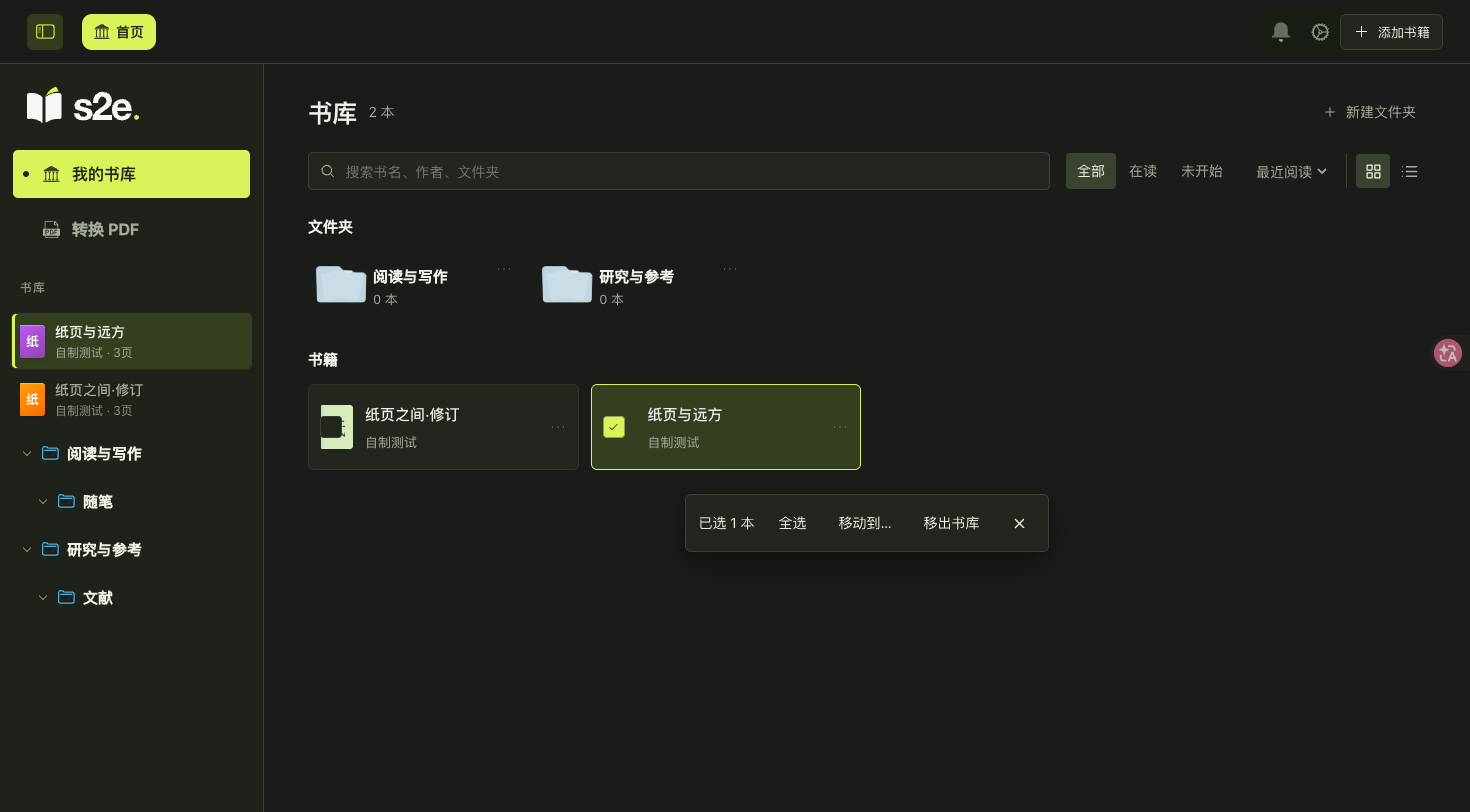 首页
添加书籍
s2e.
我的书库
转换 PDF
书库
纸
纸页与远方
自制测试 · 3页
纸
纸页之间·修订
自制测试 · 3页
阅读与写作
随笔
研究与参考
文献
书库 2 本
新建文件夹
搜索书名、作者、文件夹
全部 在读 未开始 最近阅读
文件夹
阅读与写作 ···
0 本
研究与参考 ···
0 本
书籍
纸页之间·修订
自制测试
···
纸页与远方
自制测试
···
已选 1 本 全选 移动到... 移出书库